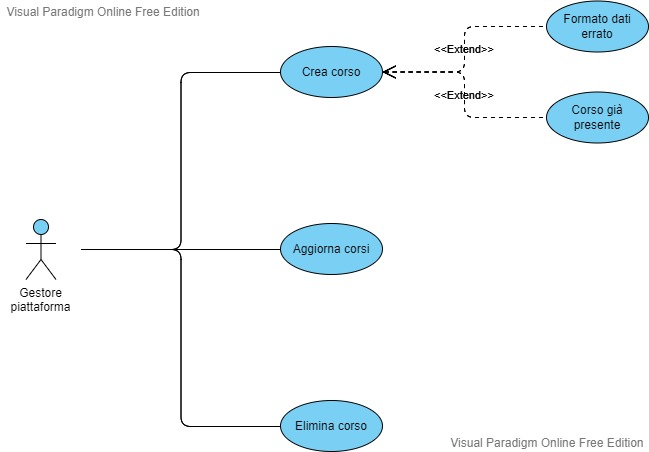 Visual Paradigm Online Free Edition
Formato dati
errato
<<Extend>>
Crea corso
<<Extend>>
Corso già
presente
Aggiorna corsi
Gestore
piattaforma
Elimina corso
Visual Paradigm Online Free Edition